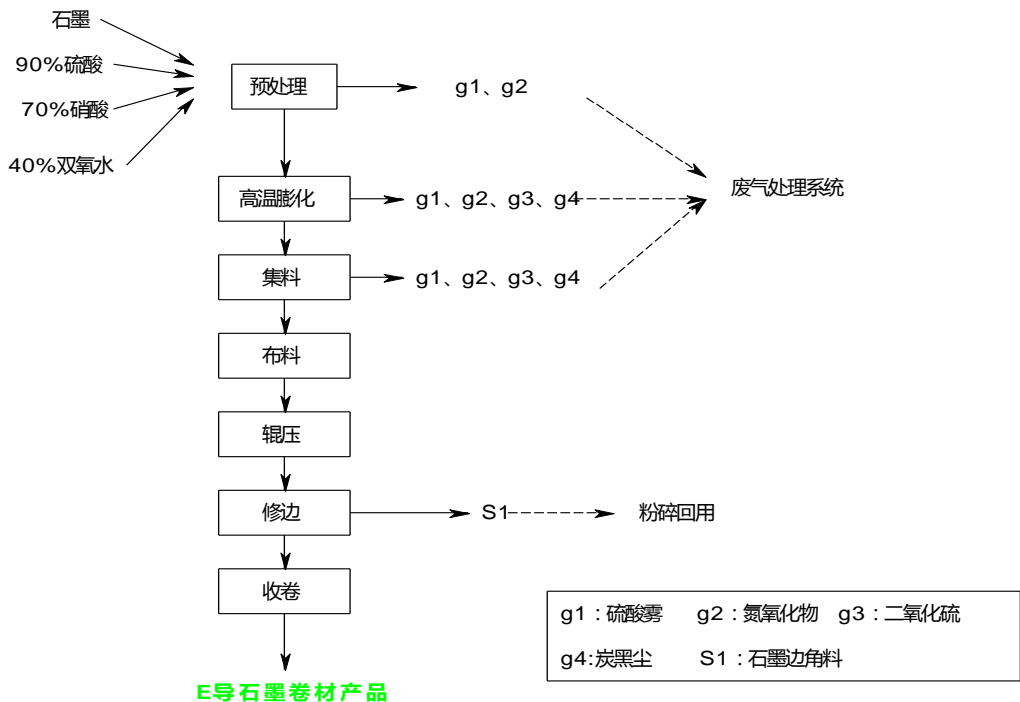 石墨
90%硫酸
70%硝酸
40%双氧水
预处理
g1、g2
高温膨化
g1、g2、g3、g4
废气处理系统
集料
g1、g2、g3、g4
布料
辊压
修边
S1
粉碎回用
收卷
g1：硫酸雾 g2：氮氧化物 g3：二氧化硫
g4:炭黑尘 S1：石墨边角料
E导石墨卷材产品